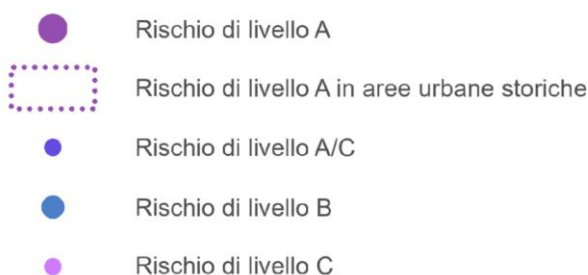 Rischio di livello A
Rischio di livello A in aree urbane storiche
Rischio di livello A/C
Rischio di livello B
Rischio di livello C